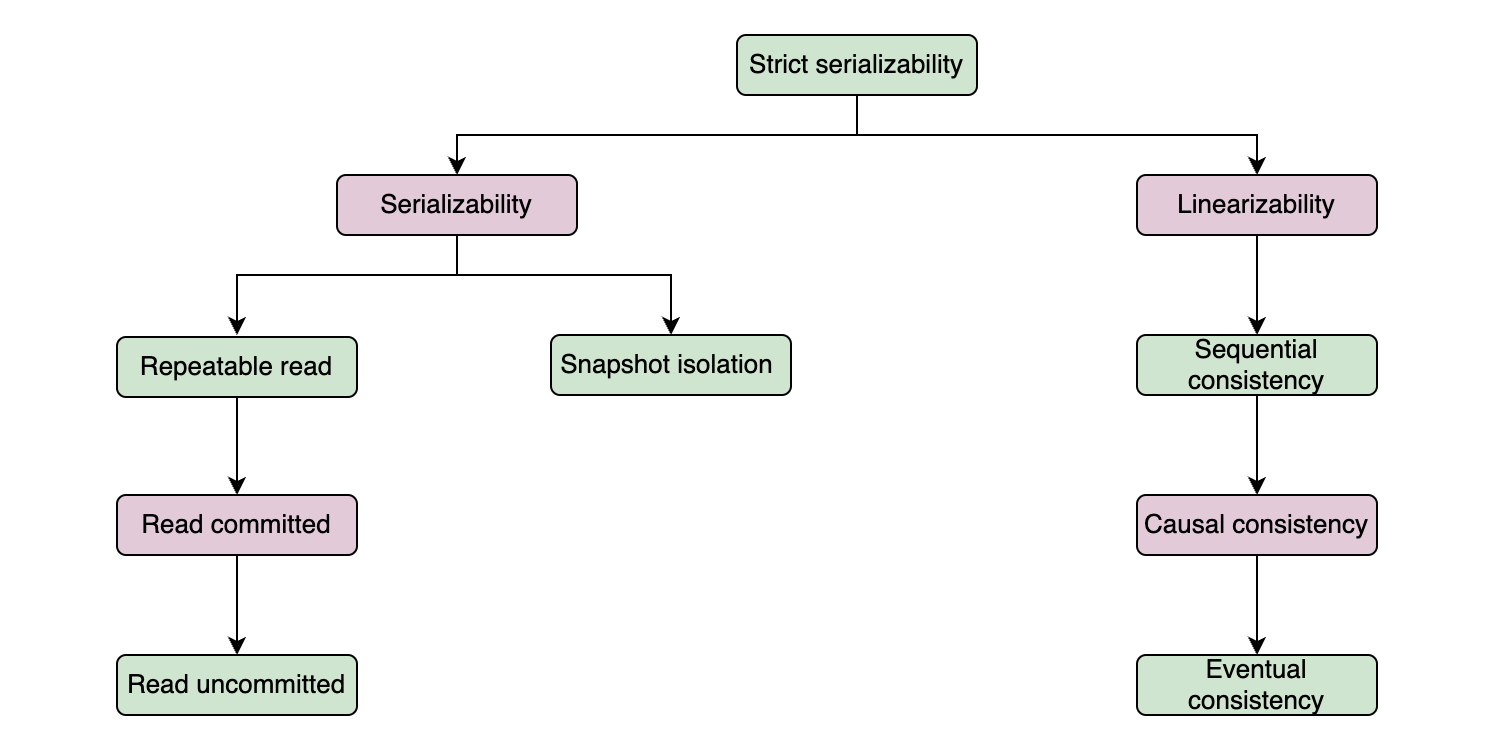 Strict serializability
Serializability
Linearizability
Repeatable read
Snapshot isolation
Sequential
consistency
Read committed
Causal consistency
Read uncommitted
Eventual
consistency